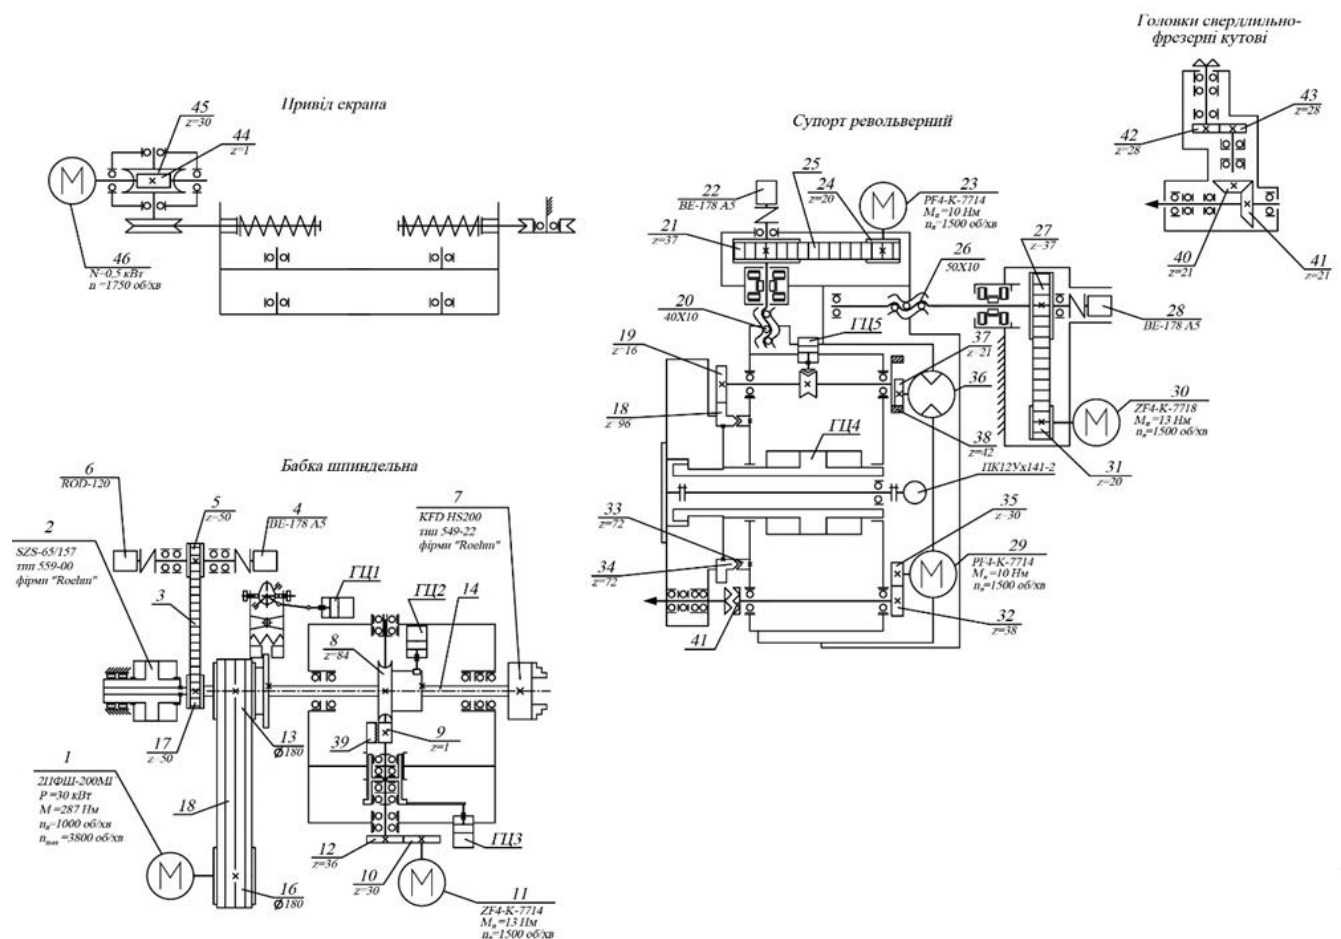 Головки свердлильно-
фрезерні кутові
43
z=28
42
z=28
40
z=21
41
z=21
Привід екрана
45
z=30
44
z=1
М
46
N=0,5 кВт
n =1750 об/хв
Супорт револьверний
22
BE-178 A5
25
24
z=20
М
23
PF4-K-7714
Mн =10 Нм
nн=1500 об/хв
21
z=37
26
50X10
27
z=37
28
BE-178 A5
20
40X10
ГЦ5
19
z=16
37
z=21
36
18
z=96
М
30
ZF4-K-7718
Mн =13 Нм
nн=1500 об/хв
ГЦ4
38
z=42
ПК12Ух141-2
31
z=20
33
z=72
35
z=30
34
z=72
М
29
PF4-K-7714
Mн =10 Нм
nн=1500 об/хв
41
32
z=38
Бабка шпиндельна
6
ROD-120
5
z=50
4
BE-178 A5
7
KFD HS200
тип 549-22
фірми "Roehm"
2
SZS-65/157
тип 559-00
фірми "Roehm"
ГЦ1
ГЦ2
14
3
8
z=84
17
z=50
13
Ø180
39
9
z=1
1
2ПФШ-200МГ
P =30 кВт
M =287 Нм
nн=1000 об/хв
nmax =3800 об/хв
18
М
16
Ø180
12
z=36
10
z=30
ГЦ3
М
11
ZF4-K-7714
Mн =13 Нм
nн=1500 об/хв